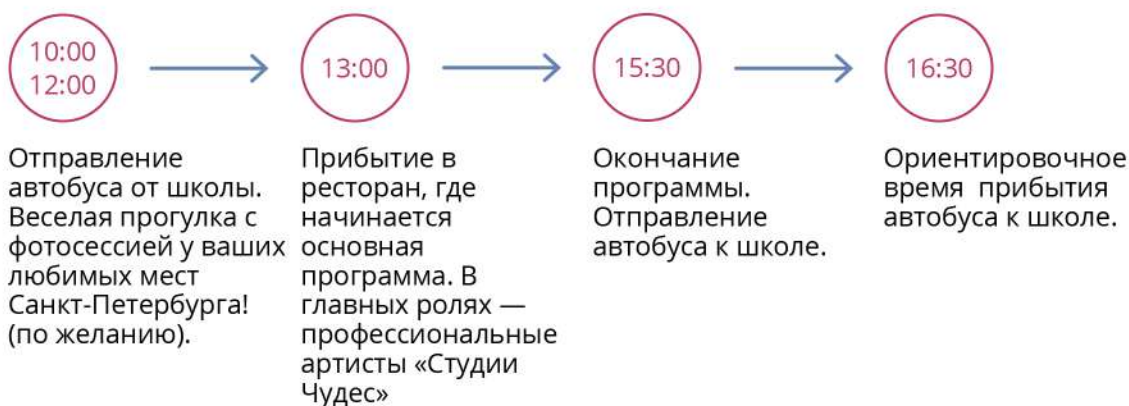 10:00
12:00
13:00
15:30
16:30
Отправление
автобуса от школы.
Веселая прогулка с
фотосессией у ваших
любимых мест
Санкт-Петербурга!
(по желанию).
Прибытие в
ресторан, где
начинается
основная
программа. В
главных ролях —
профессиональные
артисты «Студии
Чудес»
Окончание
программы.
Отправление
автобуса к школе.
Ориентировочное
время прибытия
автобуса к школе.